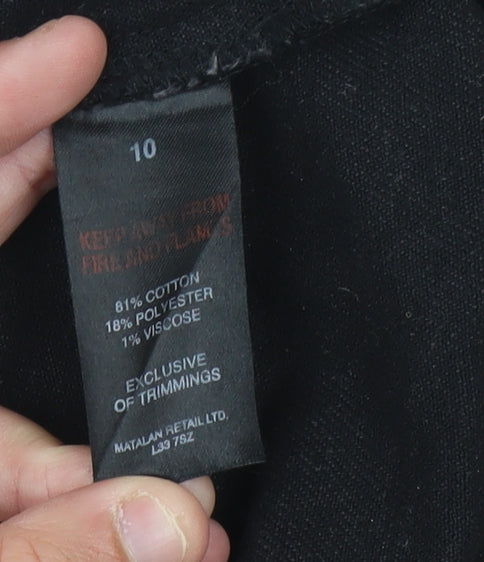 10
KEEP AWAY FROM
FIRE AND FLAMES
81% COTTON
18% POLYESTER
1% VISCOSE
EXCLUSIVE
OF TRIMMINGS
MATALAN RETAIL LTD.
L33 7SZ